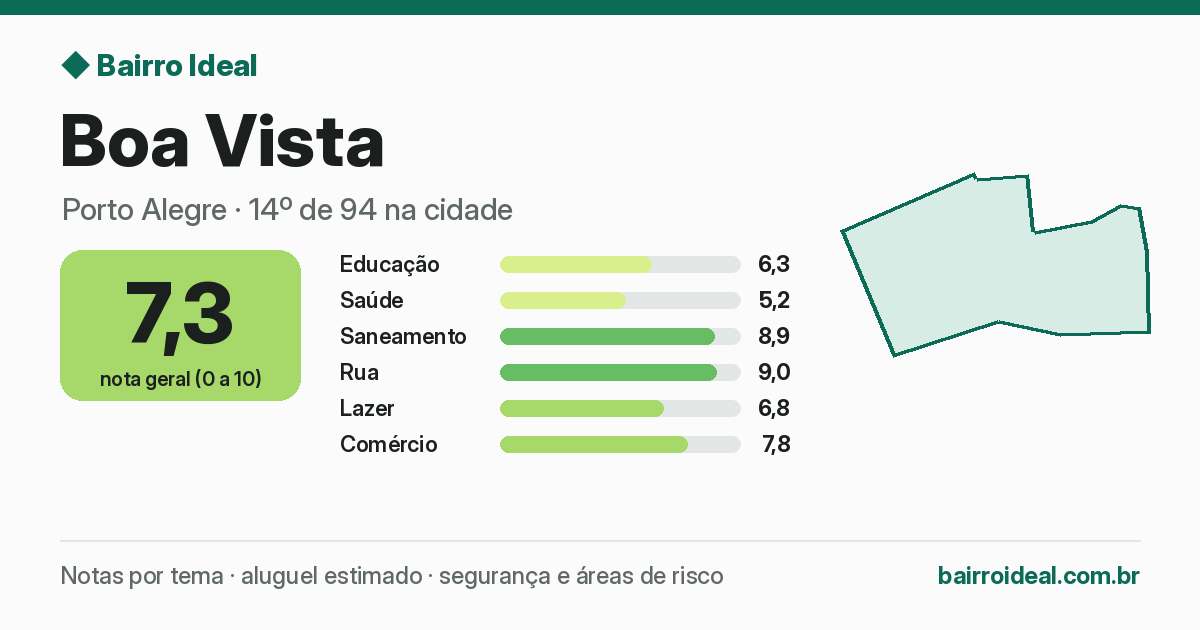 Bairro Ideal
Boa Vista
Porto Alegre · 14º de 94 na cidade
7,3
nota geral (0 a 10)
Educação 6,3
Saúde 5,2
Saneamento 8,9
Rua 9,0
Lazer 6,8
Comércio 7,8
Notas por tema · aluguel estimado · segurança e áreas de risco
bairroideal.com.br